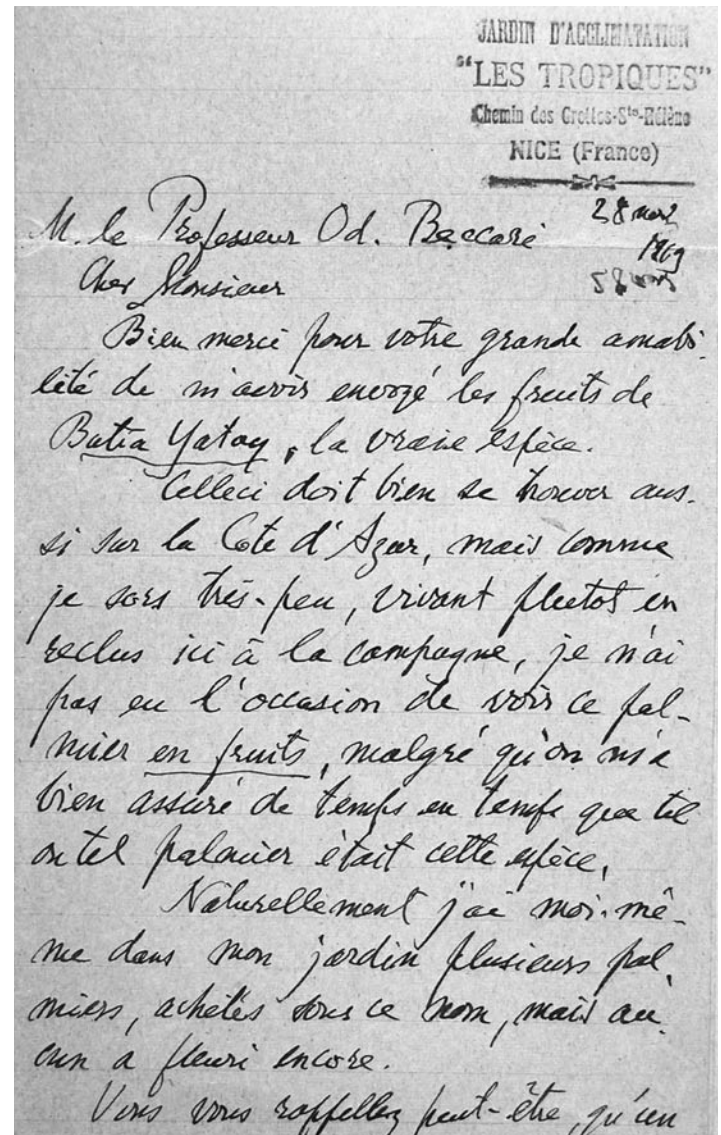 JARDIN D'ACCLIMATATION
"LES TROPIQUES"
Chemin des Grottes-Ste-Hélène
NICE (France)
28 mars
M. le Professeur Od. Beccari
Cher Monsieur
Bien merci pour votre grande amabi-
lité de m'avoir envoyé les fruits de
Butia Yatay, la vraie espèce.
Celleci doit bien se trouver aus-
si sur la Cote d'Azur, mais comme
je sors très-peu, vivant plutot en
reclus ici à la campagne, je n'ai
pas eu l'occasion de voir ce pal-
mier en fruits, malgré qu'on m'a
bien assuré de temps en temps que tel
ou tel palmier était cette espèce.
Naturellement j'ai moi-mê-
me dans mon jardin plusieurs pal-
miers, achetés sous ce nom, mais au-
cun a fleuri encore.
Vous vous rappellez peut-être, qu'un